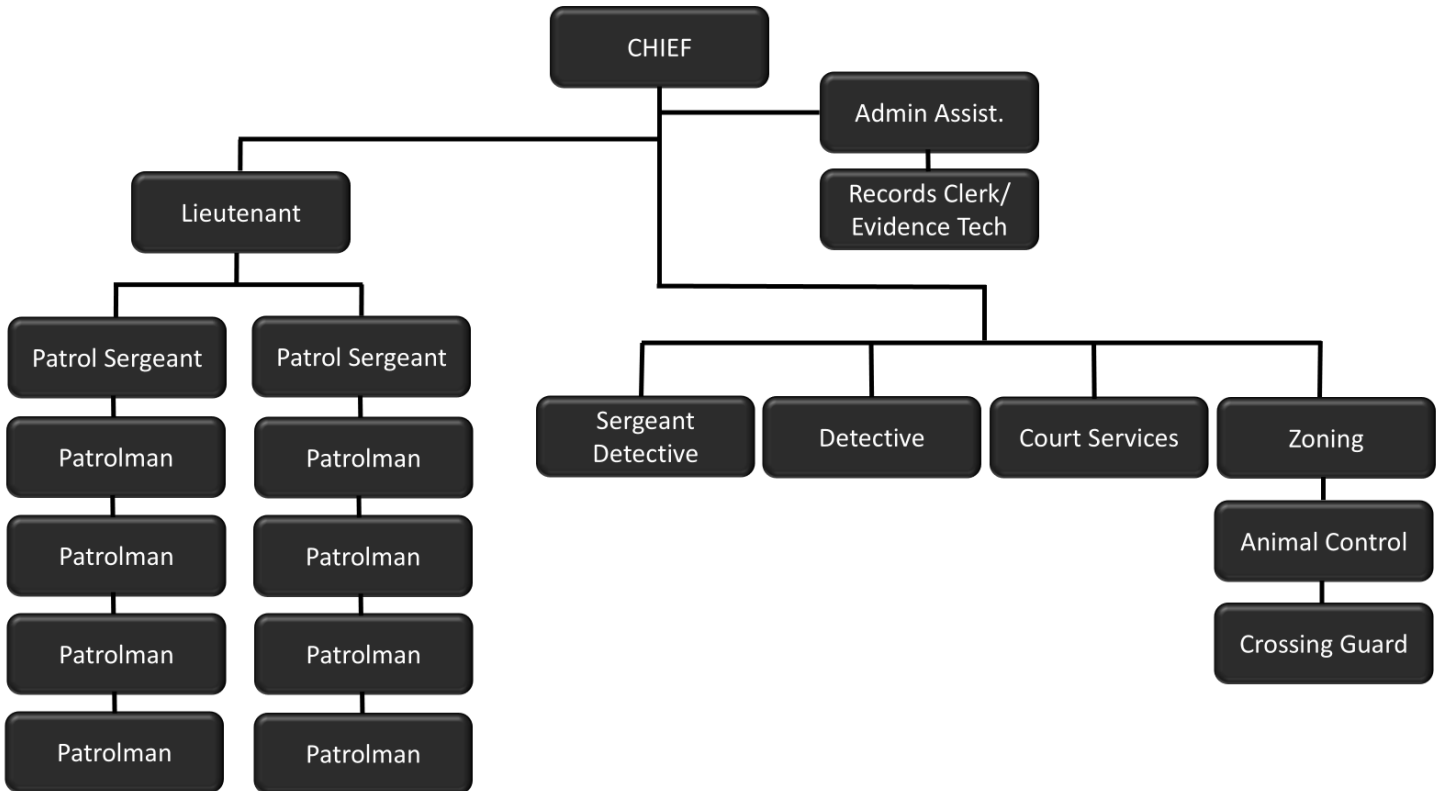 CHIEF
Admin Assist.
Records Clerk/
Evidence Tech
Lieutenant
Patrol Sergeant
Patrol Sergeant
Patrolman
Patrolman
Patrolman
Patrolman
Patrolman
Patrolman
Patrolman
Patrolman
Sergeant
Detective
Detective
Court Services
Zoning
Animal Control
Crossing Guard